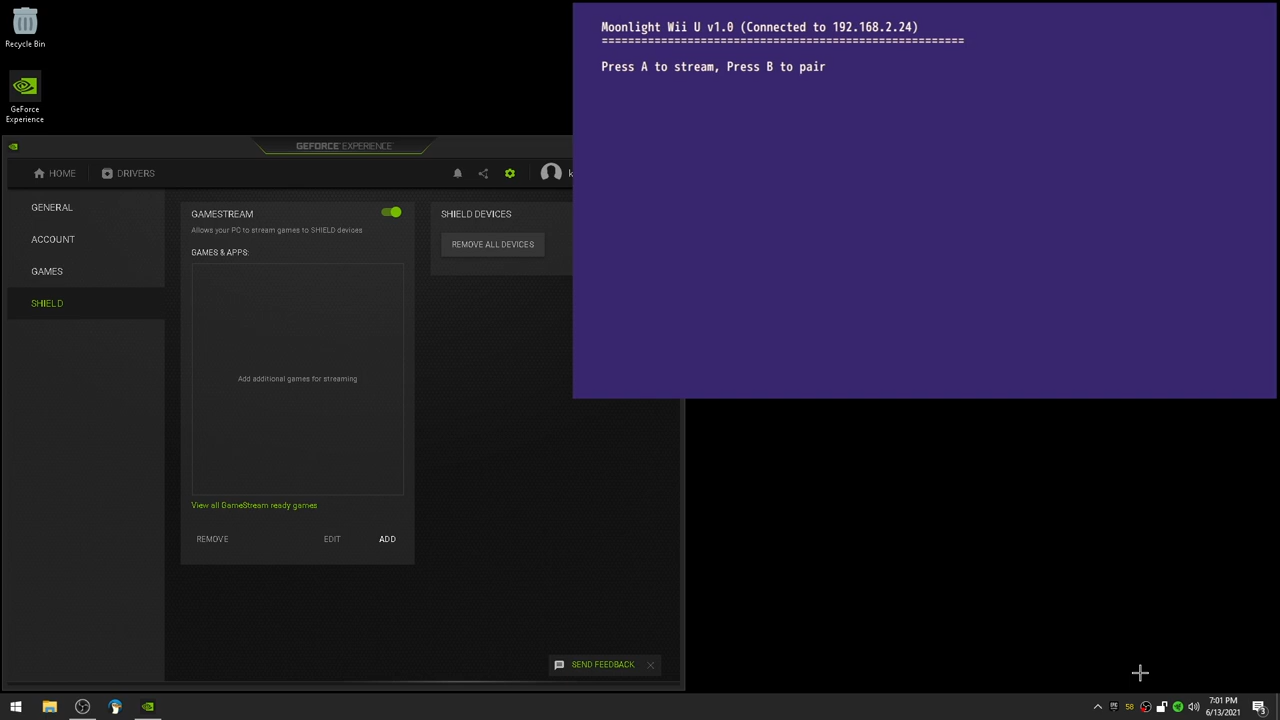 Recycle Bin
GeForce
Experience
Moonlight Wii U v1.0 (Connected to 192.168.2.24)
=======================================================
Press A to stream, Press B to pair
GEFORCE EXPERIENCE
HOME
DRIVERS
k
GENERAL
ACCOUNT
GAMES
SHIELD
GAMESTREAM
Allows your PC to stream games to SHIELD devices
GAMES & APPS:
Add additional games for streaming
View all GameStream ready games
REMOVE
EDIT
ADD
SHIELD DEVICES
REMOVE ALL DEVICES
SEND FEEDBACK
58
7:01 PM
6/13/2021
3